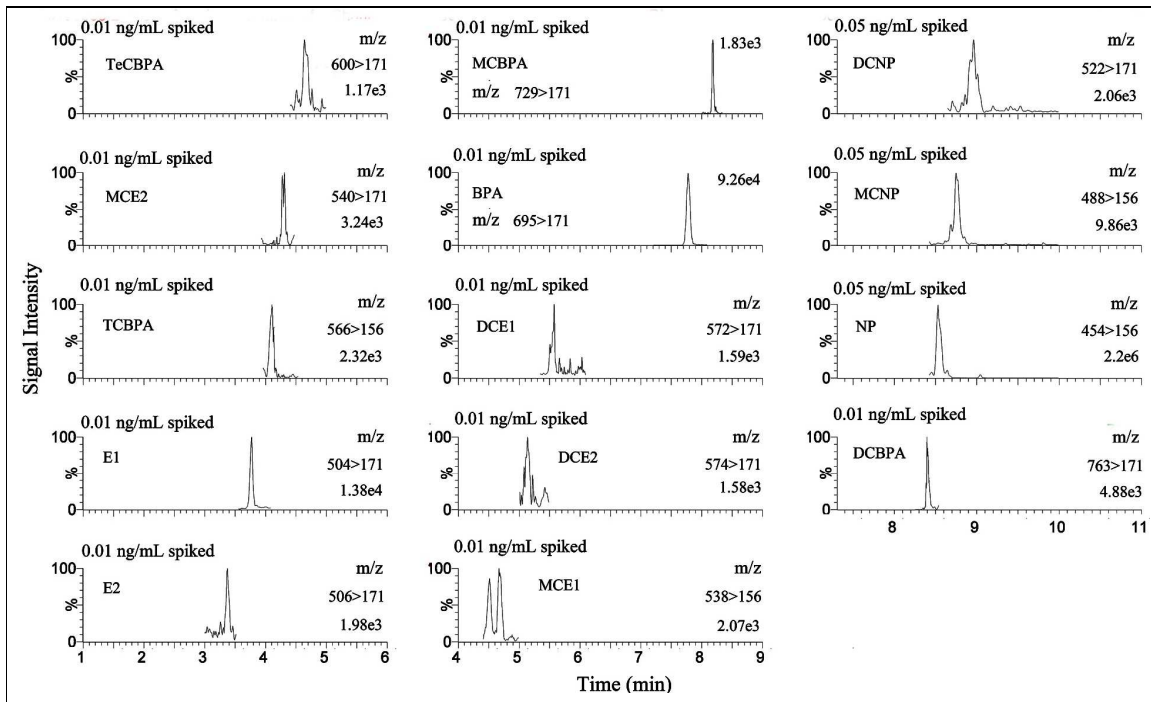 Signal Intensity
0.01 ng/mL spiked
100
%
0
TeCBPA
m/z
600>171
1.17e3
0.01 ng/mL spiked
100
%
0
MCE2
m/z
540>171
3.24e3
0.01 ng/mL spiked
100
%
0
TCBPA
m/z
566>156
2.32e3
0.01 ng/mL spiked
100
%
0
E1
m/z
504>171
1.38e4
0.01 ng/mL spiked
100
%
0
E2
m/z
506>171
1.98e3
1 2 3 4 5 6
0.01 ng/mL spiked
100
%
0
MCBPA
m/z 729>171
1.83e3
0.01 ng/mL spiked
100
%
0
BPA
m/z 695>171
9.26e4
0.01 ng/mL spiked
100
%
0
DCE1
m/z
572>171
1.59e3
0.01 ng/mL spiked
100
%
0
DCE2
m/z
574>171
1.58e3
0.01 ng/mL spiked
100
%
0
MCE1
m/z
538>156
2.07e3
4 5 6 7 8 9
Time (min)
0.05 ng/mL spiked
100
%
0
DCNP
m/z
522>171
2.06e3
0.05 ng/mL spiked
100
%
0
MCNP
m/z
488>156
9.86e3
0.05 ng/mL spiked
100
%
0
NP
m/z
454>156
2.2e6
0.01 ng/mL spiked
100
%
0
DCBPA
m/z
763>171
4.88e3
8 9 10 11